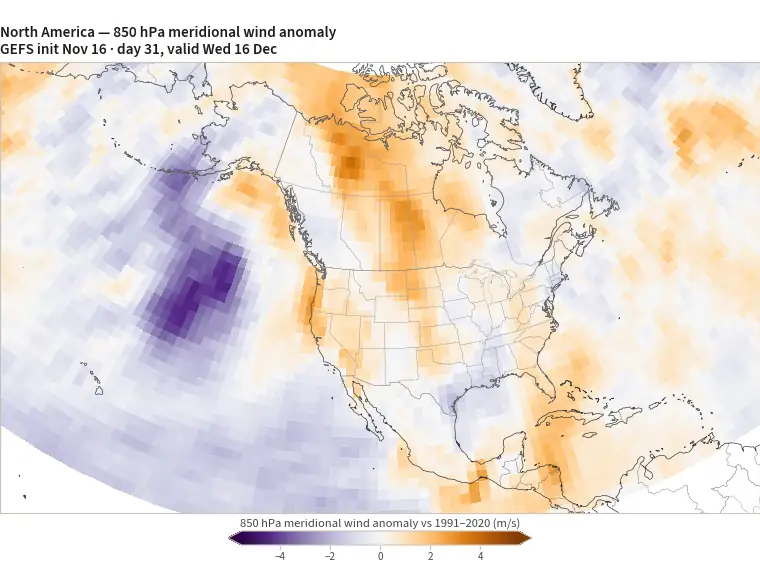 North America — 850 hPa meridional wind anomaly
GEFS init Nov 16 · day 31, valid Wed 16 Dec
850 hPa meridional wind anomaly vs 1991–2020 (m/s)
−4 −2 0 2 4